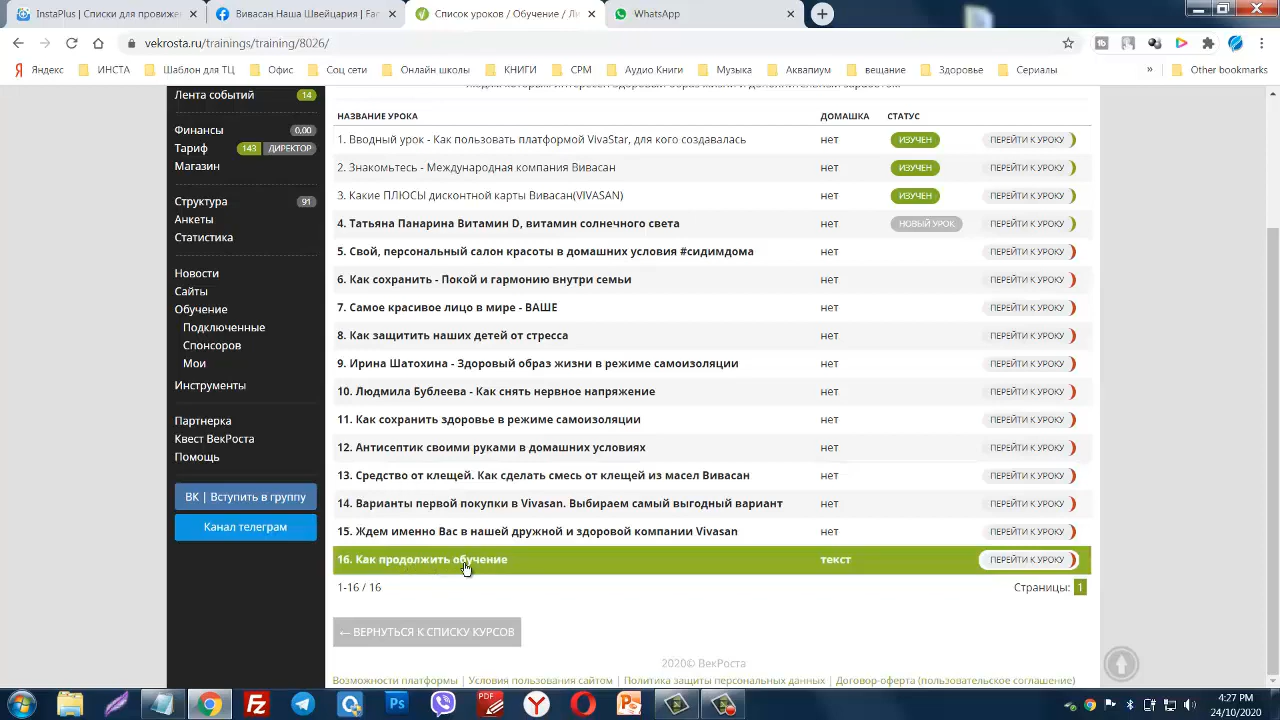 InstaPlus | Списиок с провижн
Вивасан Наша Швейцария | Fac
Список уроков / Обучение / Ли
WhatsApp
vekrosta.ru/trainings/training/8026/
Яндекс ИНСТА Шаблон для ТЦ Офис Соц сети Онлайн школы КНИГИ СРМ Аудио Книги Музыка Аквапиум вещание Здоровье Сериалы » Other bookmarks
Лента событий 14
Финансы 0,00
Тариф 143 ДИРЕКТОР
Магазин
Структура 91
Анкеты
Статистика
Новости
Сайты
Обучение
Подключенные
Спонсоров
Мои
Инструменты
Партнерка
Квест ВекРоста
Помощь
ВК | Вступить в группу
Канал телеграм
НАЗВАНИЕ УРОКА ДОМАШКА СТАТУС
1. Вводный урок - Как пользовать платформой VivaStar, для кого создавалась нет ИЗУЧЕН ПЕРЕЙТИ К УРОКУ
2. Знакомьтесь - Международная компания Вивасан нет ИЗУЧЕН ПЕРЕЙТИ К УРОКУ
3. Какие ПЛЮСЫ дисконтной карты Вивасан(VIVASAN) нет ИЗУЧЕН ПЕРЕЙТИ К УРОКУ
4. Татьяна Панарина Витамин D, витамин солнечного света нет НОВЫЙ УРОК ПЕРЕЙТИ К УРОКУ
5. Свой, персональный салон красоты в домашних условия #сидимдома нет ПЕРЕЙТИ К УРОКУ
6. Как сохранить - Покой и гармонию внутри семьи нет ПЕРЕЙТИ К УРОКУ
7. Самое красивое лицо в мире - ВАШЕ нет ПЕРЕЙТИ К УРОКУ
8. Как защитить наших детей от стресса нет ПЕРЕЙТИ К УРОКУ
9. Ирина Шатохина - Здоровый образ жизни в режиме самоизоляции нет ПЕРЕЙТИ К УРОКУ
10. Людмила Бублеева - Как снять нервное напряжение нет ПЕРЕЙТИ К УРОКУ
11. Как сохранить здоровье в режиме самоизоляции нет ПЕРЕЙТИ К УРОКУ
12. Антисептик своими руками в домашних условиях нет ПЕРЕЙТИ К УРОКУ
13. Средство от клещей. Как сделать смесь от клещей из масел Вивасан нет ПЕРЕЙТИ К УРОКУ
14. Варианты первой покупки в Vivasan. Выбираем самый выгодный вариант нет ПЕРЕЙТИ К УРОКУ
15. Ждем именно Вас в нашей дружной и здоровой компании Vivasan нет ПЕРЕЙТИ К УРОКУ
16. Как продолжить обучение текст ПЕРЕЙТИ К УРОКУ
1-16 / 16 Страницы: 1
← ВЕРНУТЬСЯ К СПИСКУ КУРСОВ
2020© ВекРоста
Возможности платформы | Условия пользования сайтом | Политика защиты персональных данных | Договор-оферта (пользовательское соглашение)
4:27 PM
24/10/2020